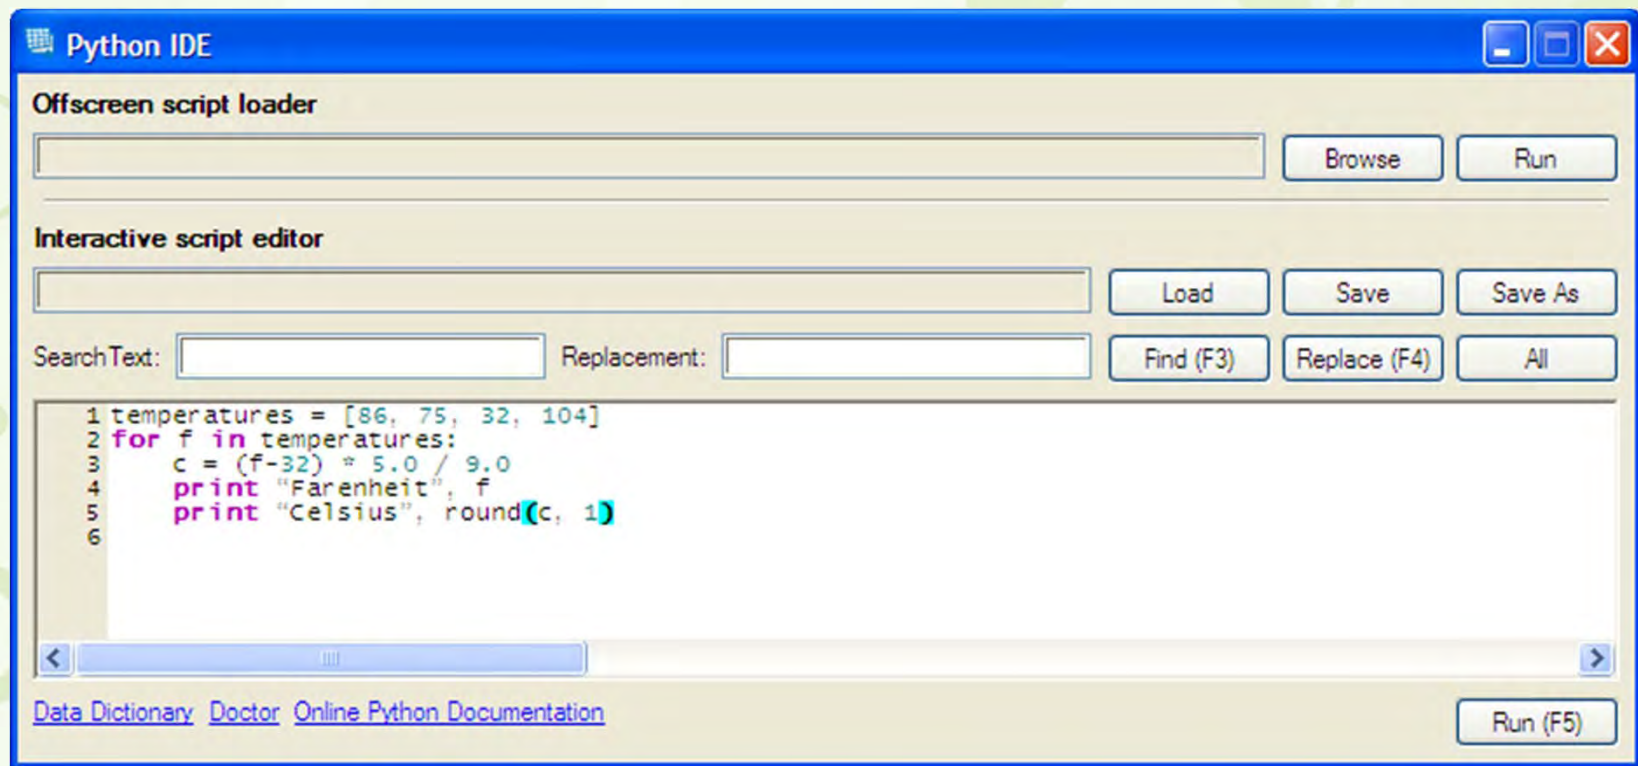 Python IDE
Offscreen script loader
Browse Run
Interactive script editor
Load Save Save As
Search Text: Replacement: Find (F3) Replace (F4) All
1 temperatures = [86, 75, 32, 104]
2 for f in temperatures:
3     c = (f-32) * 5.0 / 9.0
4     print "Farenheit", f
5     print "Celsius", round(c, 1)
6
Data Dictionary Doctor Online Python Documentation
Run (F5)